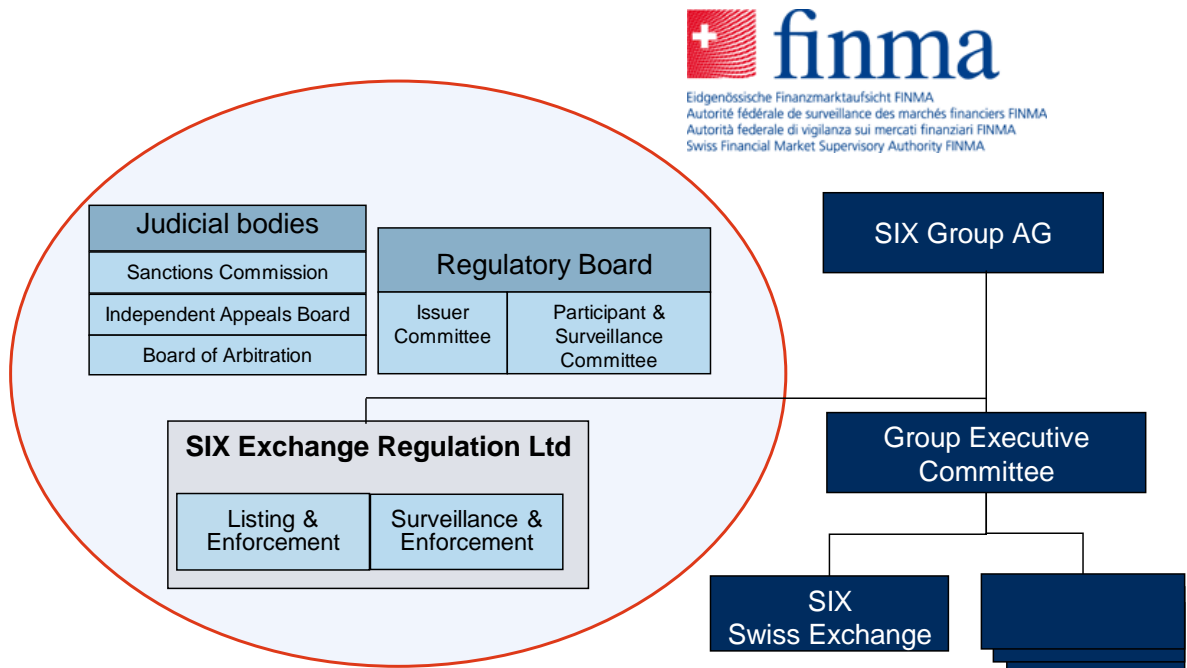 finma
Eidgenössische Finanzmarktaufsicht FINMA
Autorité fédérale de surveillance des marchés financiers FINMA
Autorità federale di vigilanza sui mercati finanziari FINMA
Swiss Financial Market Supervisory Authority FINMA
Judicial bodies
Sanctions Commission
Independent Appeals Board
Board of Arbitration
Regulatory Board
Issuer
Committee
Participant &
Surveillance
Committee
SIX Exchange Regulation Ltd
Listing &
Enforcement
Surveillance &
Enforcement
SIX Group AG
Group Executive
Committee
SIX
Swiss Exchange